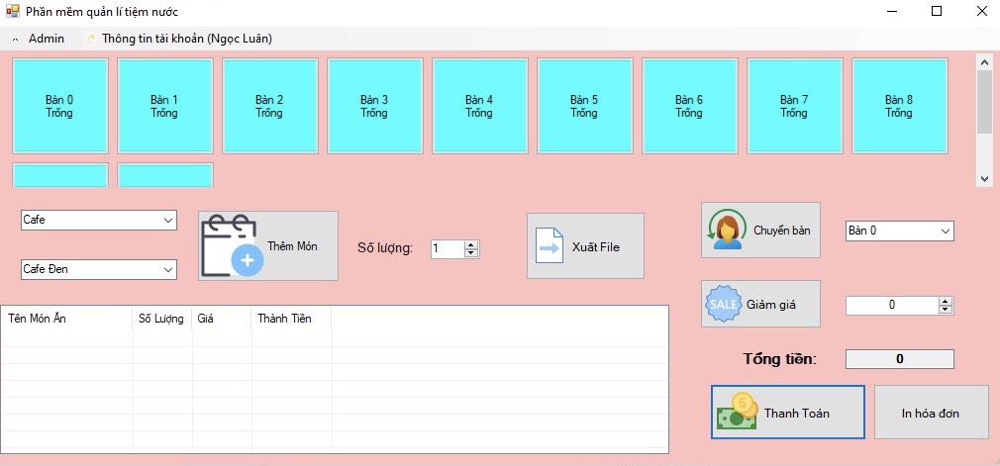 Phần mềm quản lí tiệm nước
Admin Thông tin tài khoản (Ngọc Luân)
Bàn 0 Bàn 1 Bàn 2 Bàn 3 Bàn 4 Bàn 5 Bàn 6 Bàn 7 Bàn 8
Trống Trống Trống Trống Trống Trống Trống Trống Trống
Cafe
Cafe Đen
Thêm Món
Số lượng: 1
Xuất File
Chuyển bàn Bàn 0
SALE Giảm giá 0
Tên Món Ăn Số Lượng Giá Thành Tiền
Tổng tiền: 0
5 Thanh Toán In hóa đơn